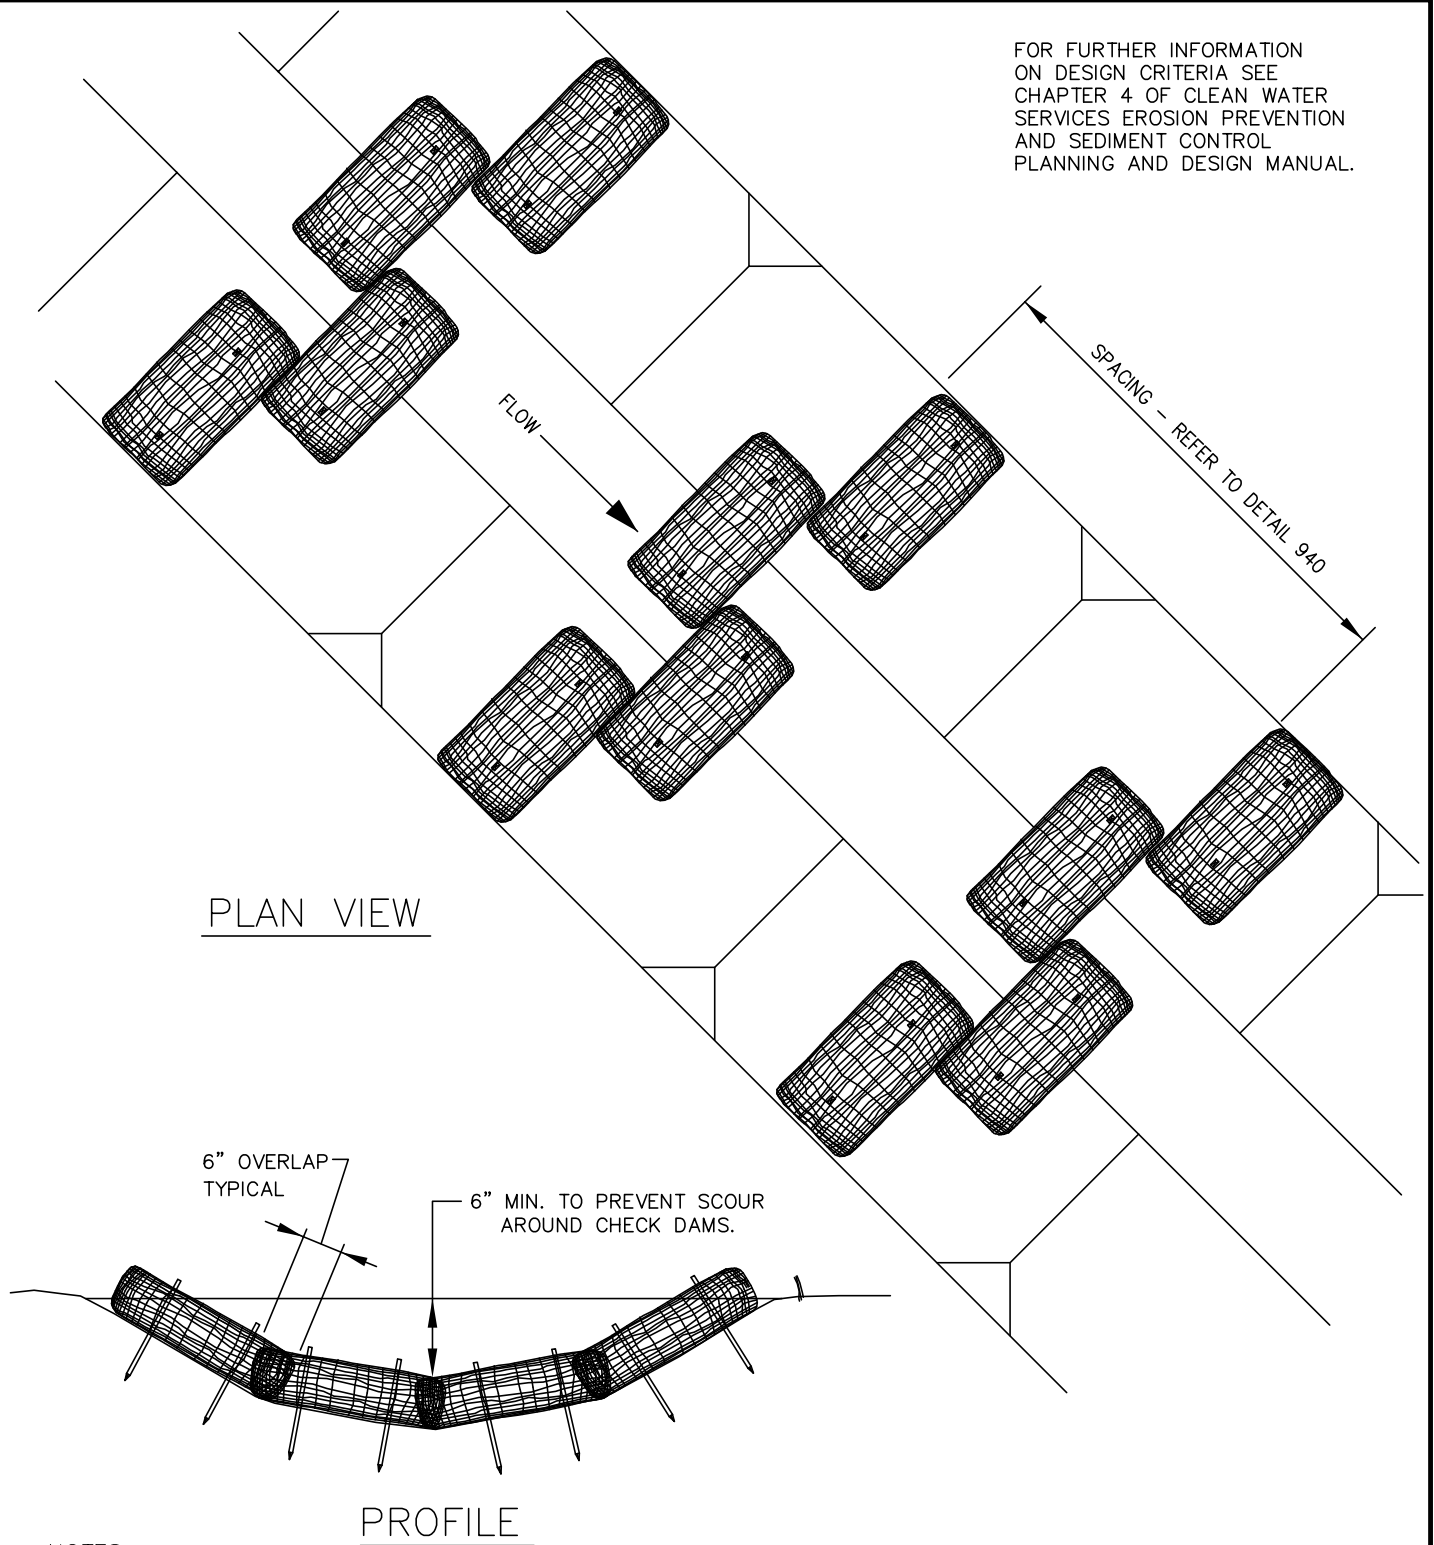 FOR FURTHER INFORMATION
ON DESIGN CRITERIA SEE
CHAPTER 4 OF CLEAN WATER
SERVICES EROSION PREVENTION
AND SEDIMENT CONTROL
PLANNING AND DESIGN MANUAL.
SPACING – REFER TO DETAIL 940
FLOW
PLAN VIEW
6” OVERLAP
TYPICAL
6” MIN. TO PREVENT SCOUR
AROUND CHECK DAMS.
PROFILE